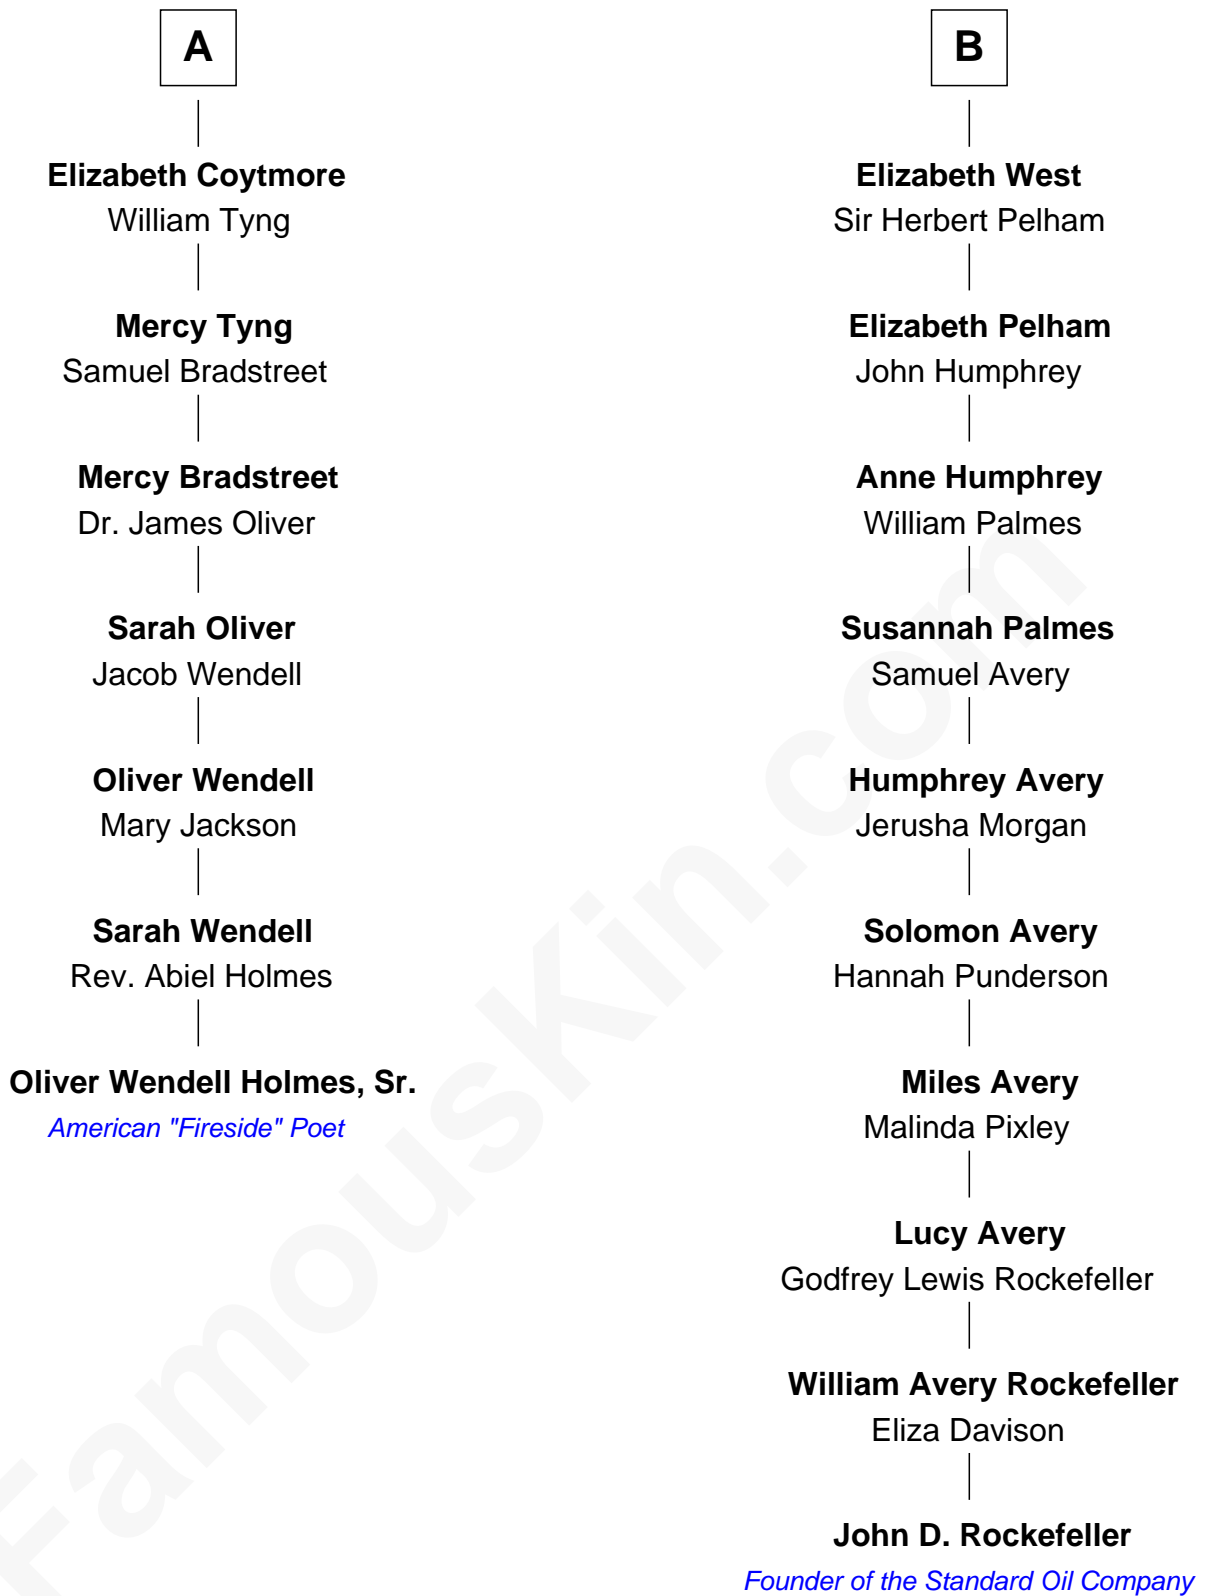 A
Elizabeth Coytmore
William Tyng
Mercy Tyng
Samuel Bradstreet
Mercy Bradstreet
Dr. James Oliver
Sarah Oliver
Jacob Wendell
Oliver Wendell
Mary Jackson
Sarah Wendell
Rev. Abiel Holmes
Oliver Wendell Holmes, Sr.
American "Fireside" Poet
B
Elizabeth West
Sir Herbert Pelham
Elizabeth Pelham
John Humphrey
Anne Humphrey
William Palmes
Susannah Palmes
Samuel Avery
Humphrey Avery
Jerusha Morgan
Solomon Avery
Hannah Punderson
Miles Avery
Malinda Pixley
Lucy Avery
Godfrey Lewis Rockefeller
William Avery Rockefeller
Eliza Davison
John D. Rockefeller
Founder of the Standard Oil Company
FamousKin.com